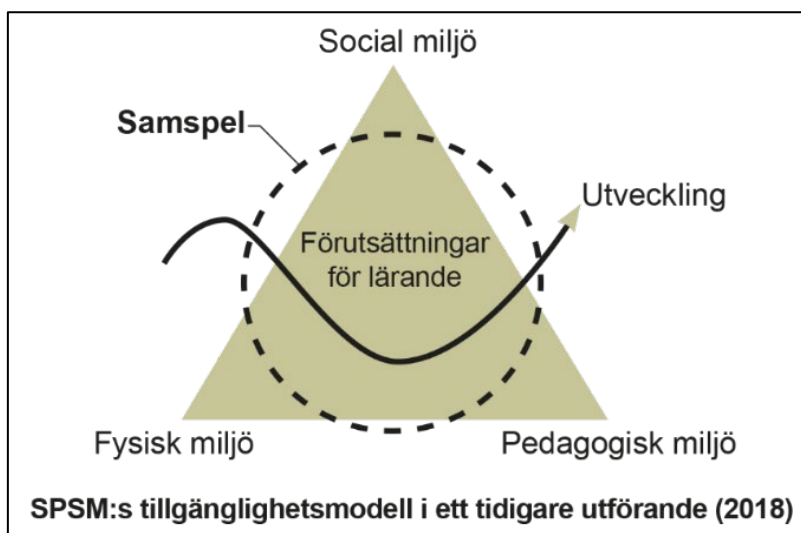 Social miljö
Samspel
Utveckling
Förutsättningar
för lärande
Fysisk miljö
Pedagogisk miljö
SPSM:s tillgänglighetsmodell i ett tidigare utförande (2018)